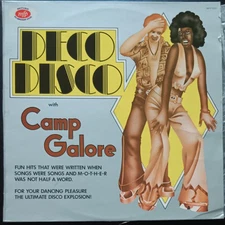 DECO
DISCO
with
Camp
Galore
FUN HITS THAT WERE WRITTEN WHEN
SONGS WERE SONGS AND M-O-T-H-E-R
WAS NOT HALF A WORD.
FOR YOUR DANCING PLEASURE
THE ULTIMATE DISCO EXPLOSION!